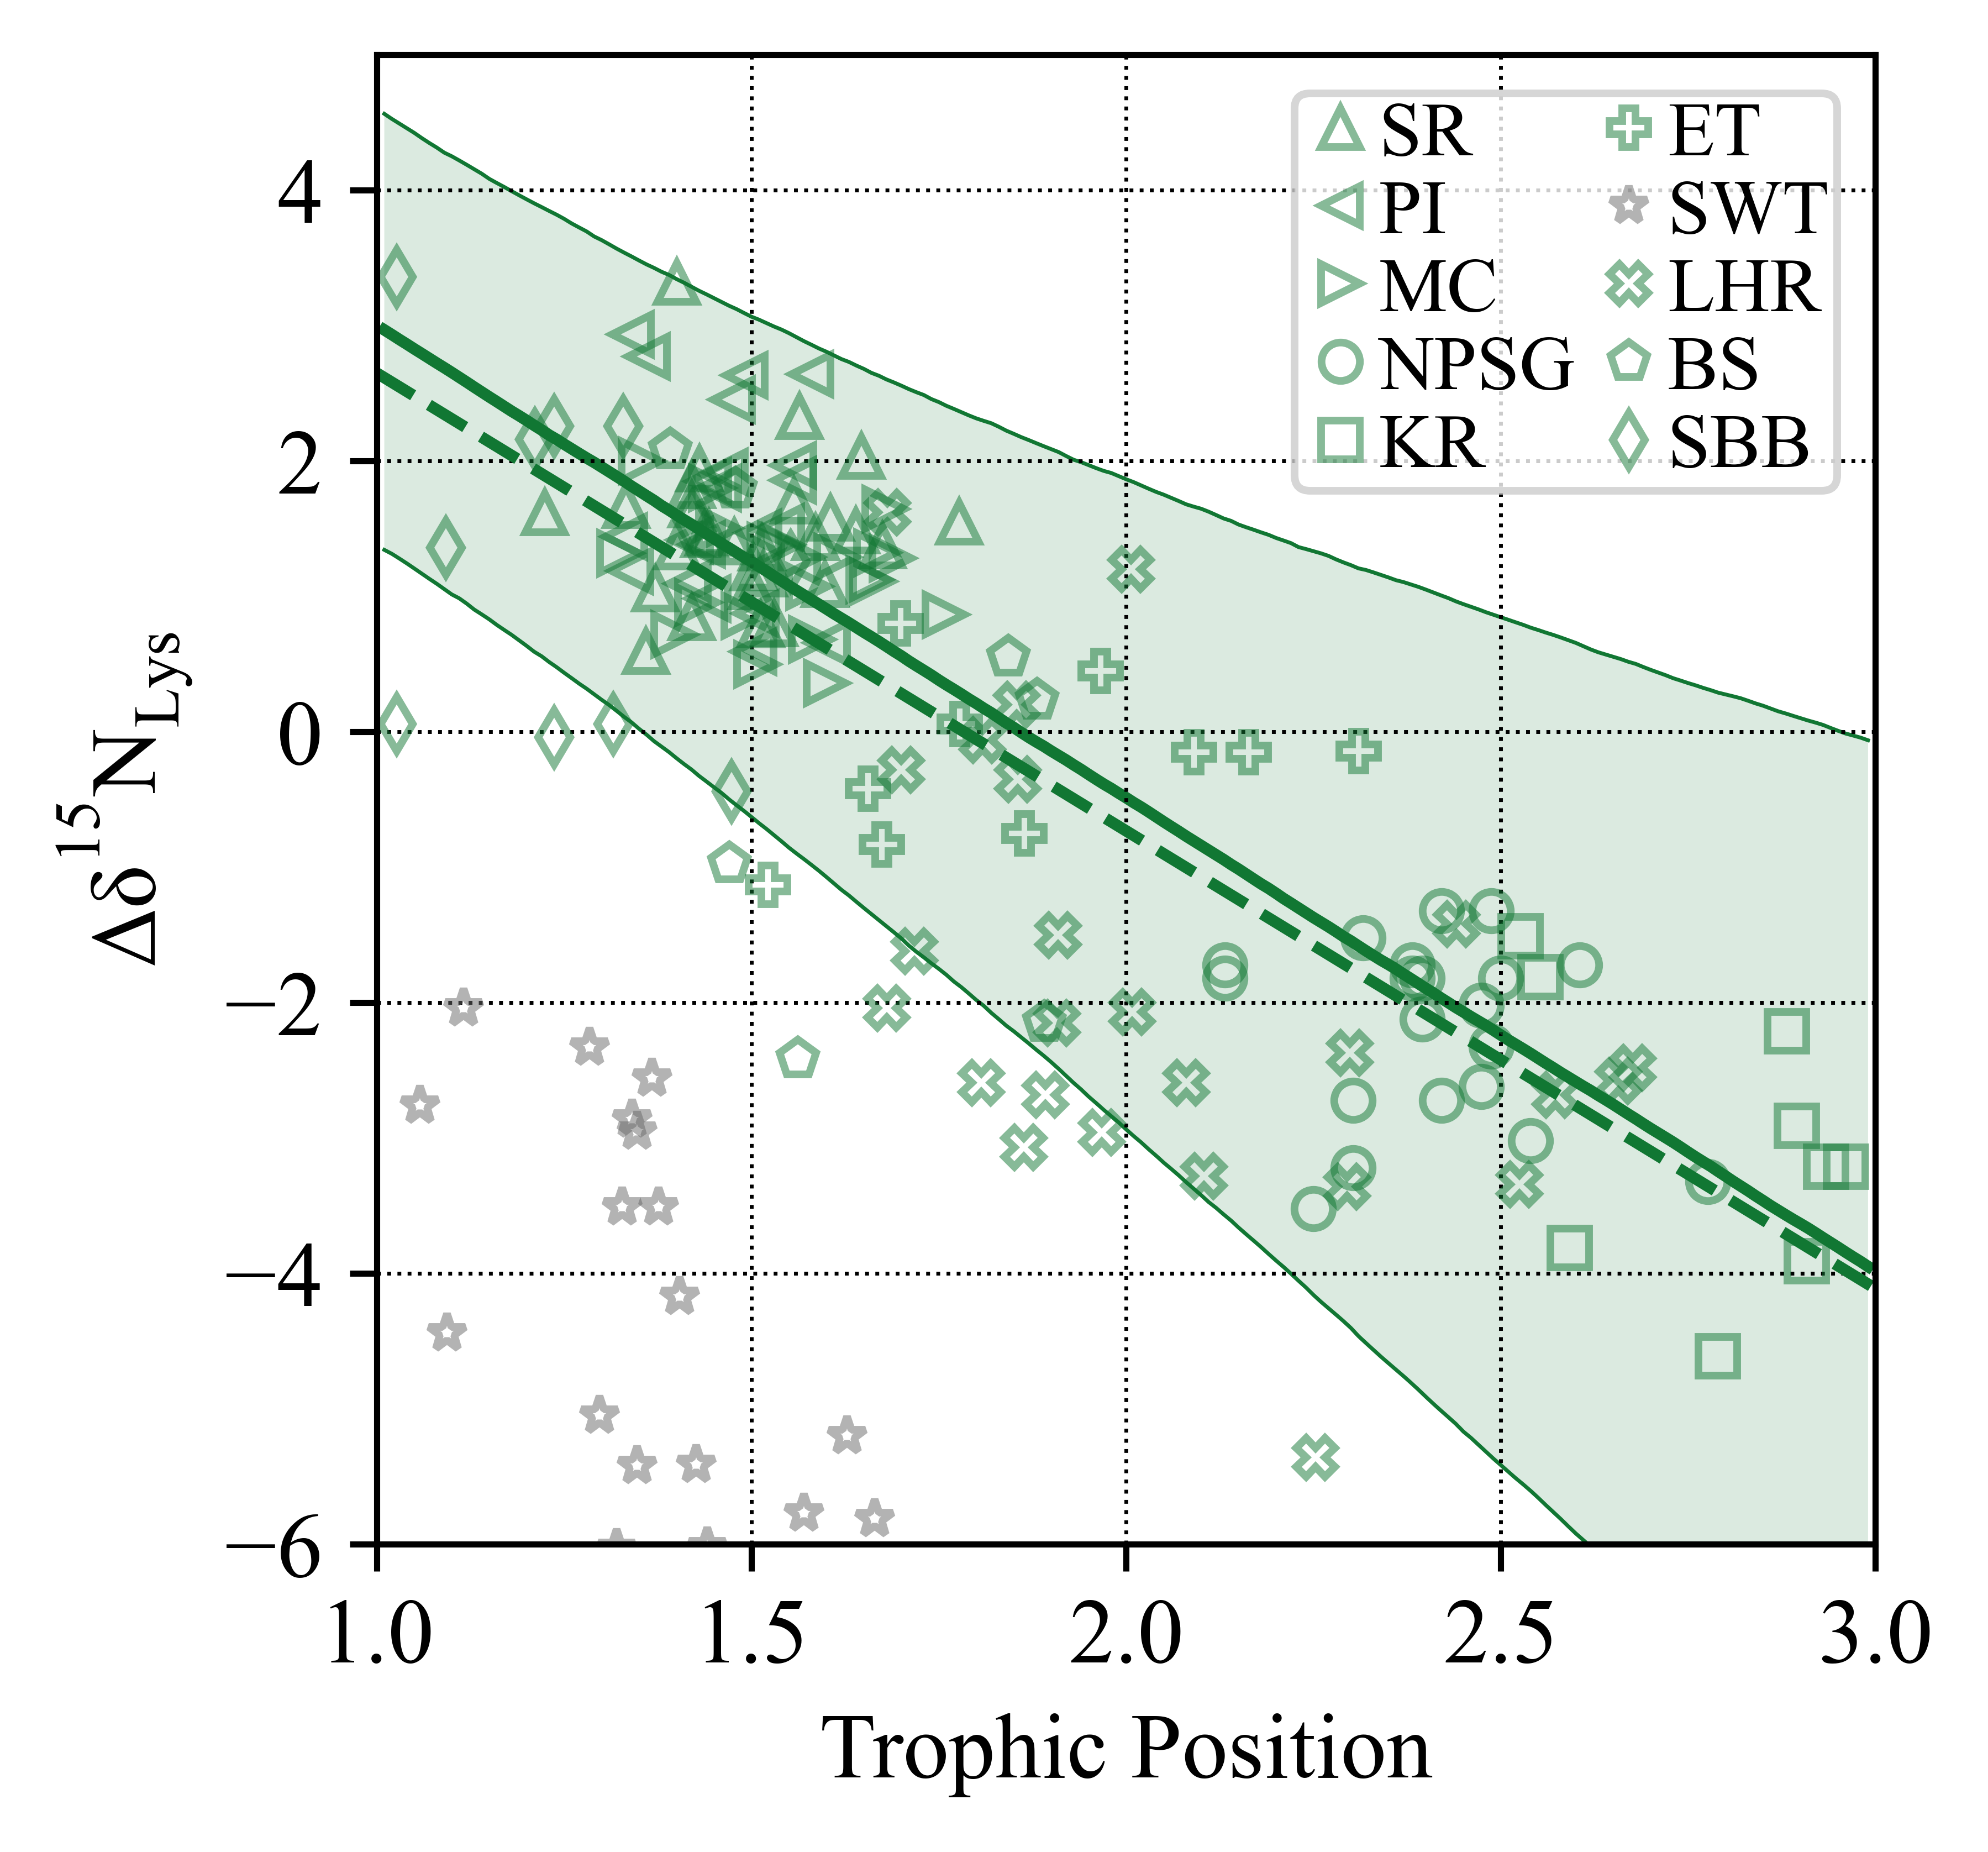 SR
PI
MC
NPSG
KR
ET
SWT
LHR
BS
SBB
Δδ¹⁵N_Lys
4
2
0
−2
−4
−6
1.0 1.5 2.0 2.5 3.0
Trophic Position